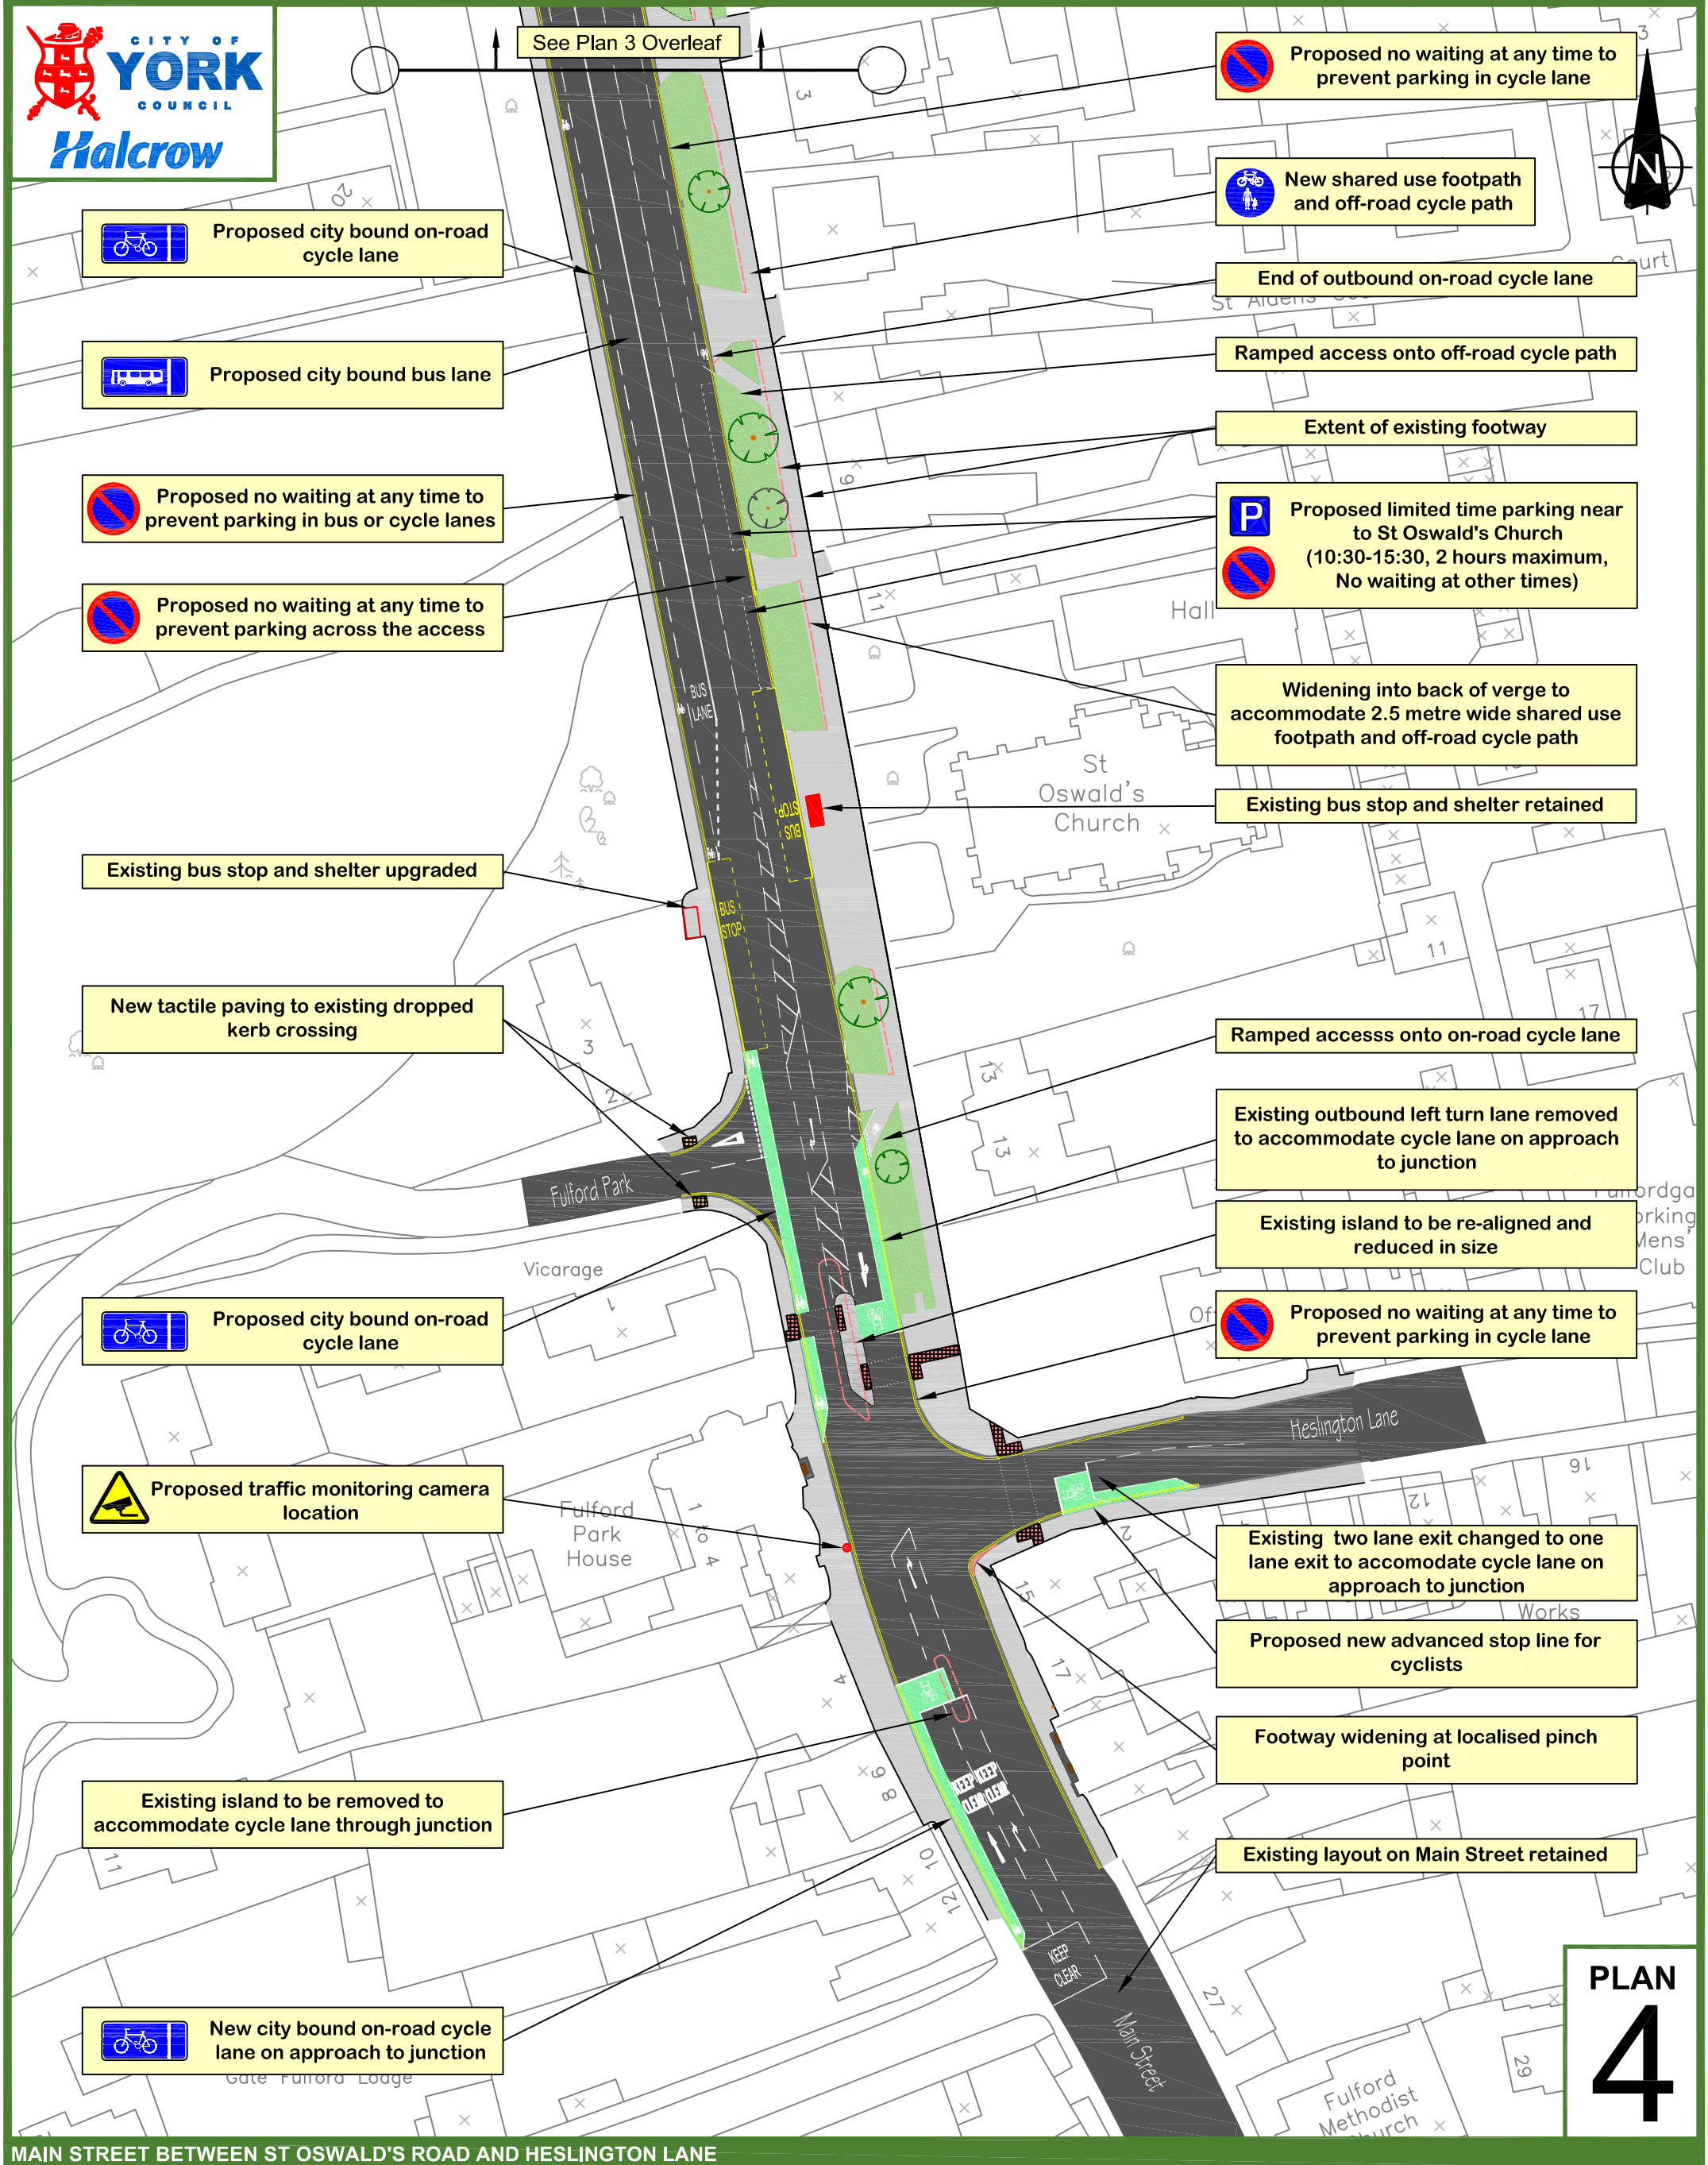 CITY OF
YORK
COUNCIL
Halcrow
See Plan 3 Overleaf
Proposed no waiting at any time to
prevent parking in cycle lane
N
New shared use footpath
and off-road cycle path
Proposed city bound on-road
cycle lane
End of outbound on-road cycle lane
Court
Ramped access onto off-road cycle path
Proposed city bound bus lane
Extent of existing footway
Proposed no waiting at any time to
prevent parking in bus or cycle lanes
P
Proposed limited time parking near
to St Oswald's Church
(10:30-15:30, 2 hours maximum,
No waiting at other times)
Proposed no waiting at any time to
prevent parking across the access
Hall
Widening into back of verge to
accommodate 2.5 metre wide shared use
footpath and off-road cycle path
BUS
LANE
St
Oswald's
Church
Existing bus stop and shelter retained
BUS
STOP
Existing bus stop and shelter upgraded
BUS
STOP
New tactile paving to existing dropped
kerb crossing
Ramped accesss onto on-road cycle lane
Existing outbound left turn lane removed
to accommodate cycle lane on approach
to junction
Fulford Park
Existing island to be re-aligned and
reduced in size
Mens'
Club
Vicarage
Proposed city bound on-road
cycle lane
Proposed no waiting at any time to
prevent parking in cycle lane
Heslington Lane
Proposed traffic monitoring camera
location
Fulford
Park
House
1 to 4
Existing two lane exit changed to one
lane exit to accomodate cycle lane on
approach to junction
Works
Proposed new advanced stop line for
cyclists
Footway widening at localised pinch
point
KEEP KEEP
CLEAR CLEAR
Existing island to be removed to
accommodate cycle lane through junction
Existing layout on Main Street retained
KEEP
CLEAR
New city bound on-road cycle
lane on approach to junction
Gate Fulford Lodge
Main Street
Fulford
Methodist
Church
PLAN
4
MAIN STREET BETWEEN ST OSWALD'S ROAD AND HESLINGTON LANE